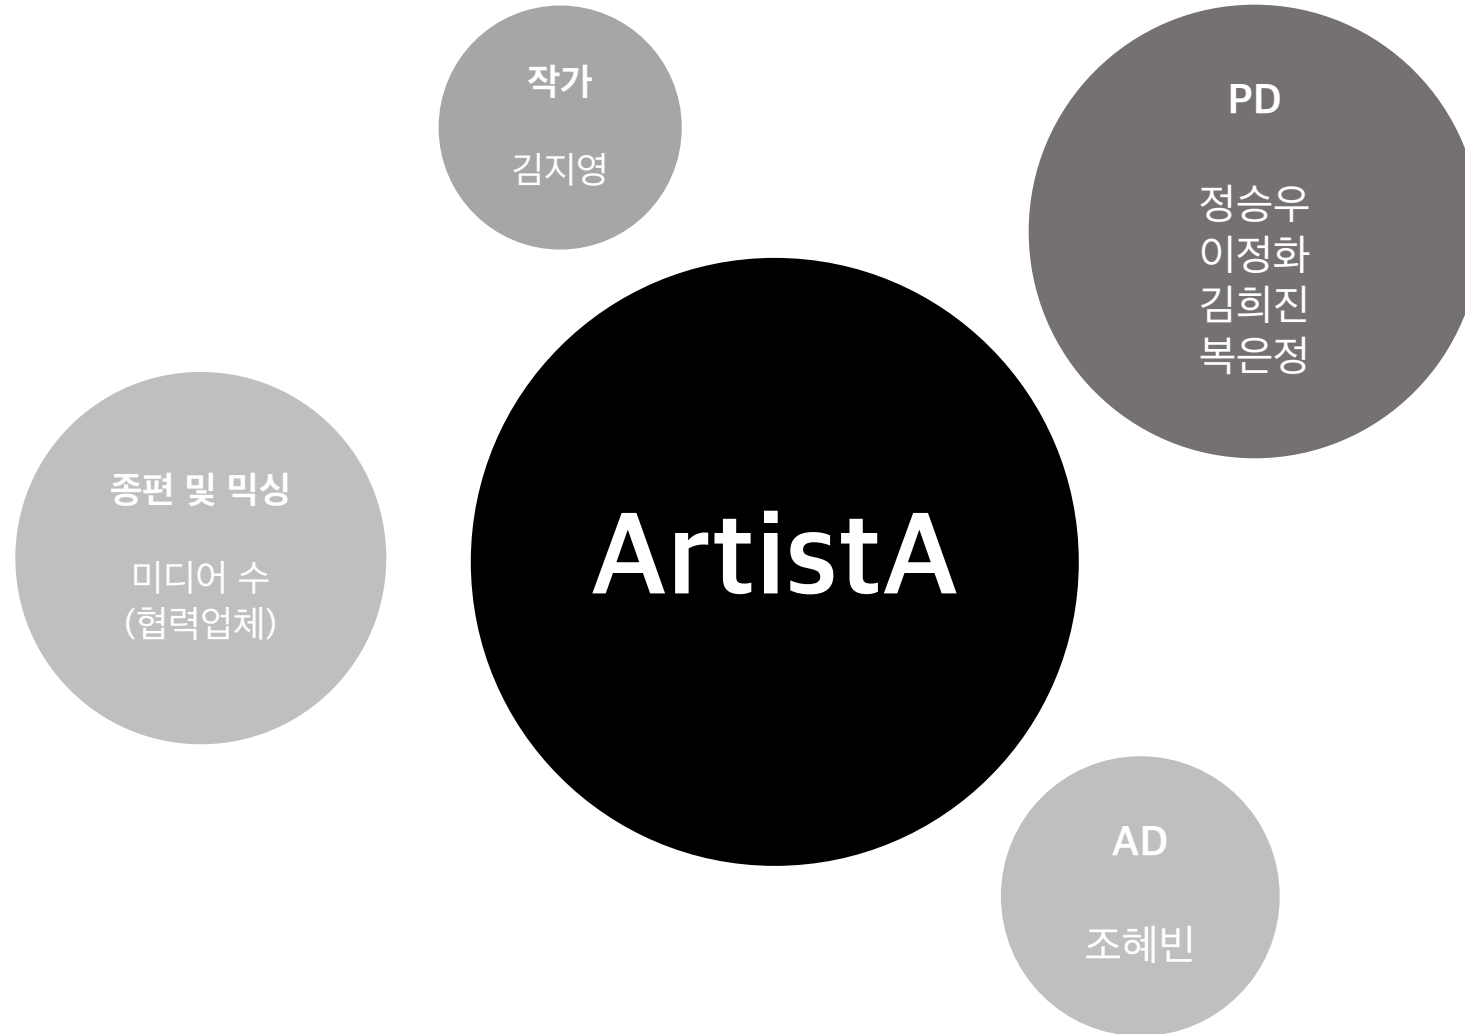 작가
김지영
PD
정승우
이정화
김희진
복은정
종편 및 믹싱
미디어 수
(협력업체)
ArtistA
AD
조혜빈